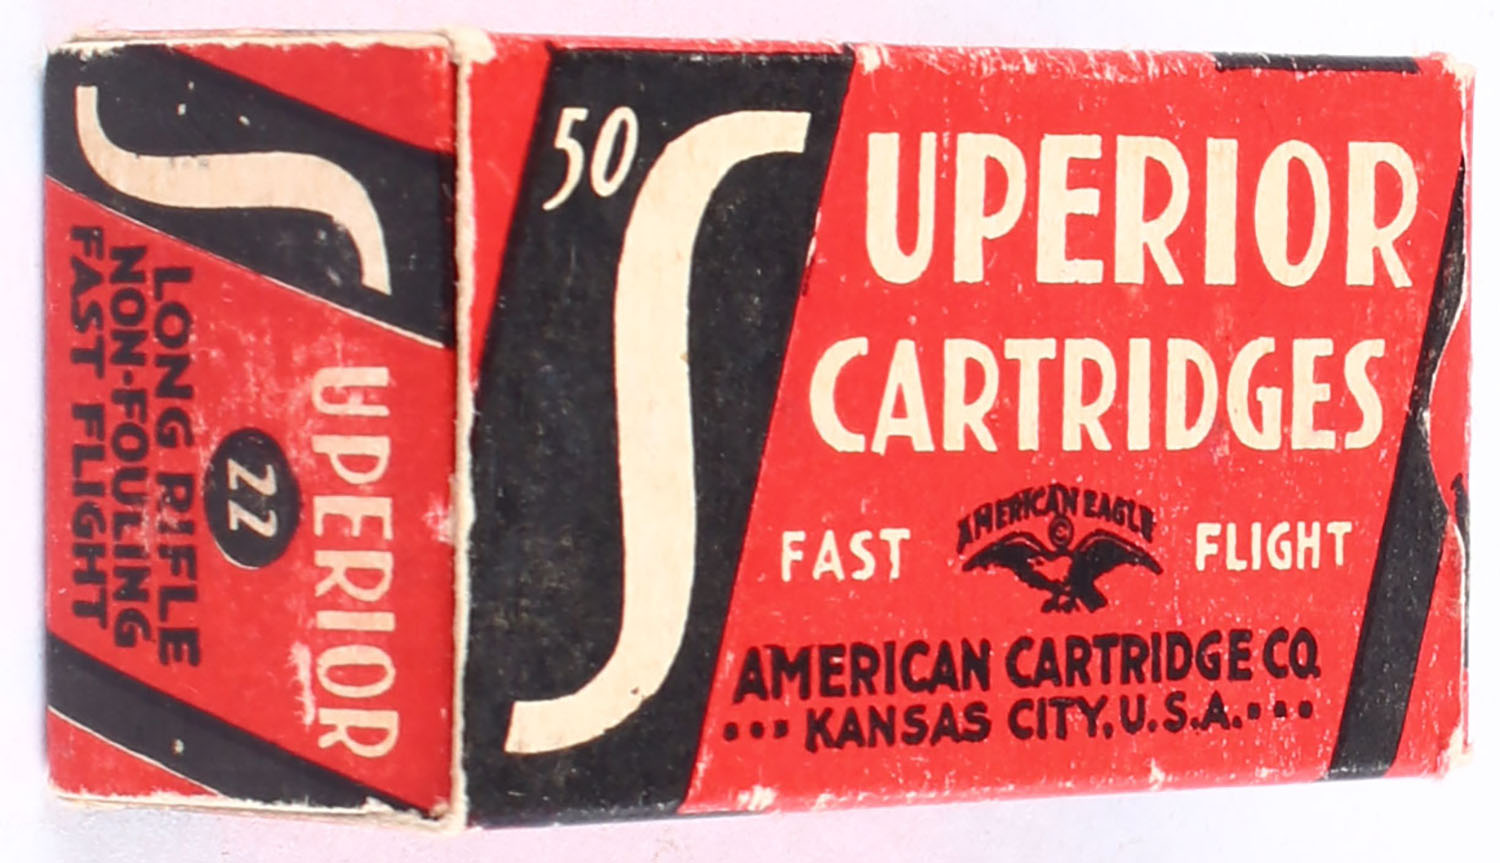 50
SUPERIOR
CARTRIDGES
AMERICAN EAGLE
©
FAST FLIGHT
AMERICAN CARTRIDGE CO.
... KANSAS CITY, U.S.A. ...
SUPERIOR
22
LONG RIFLE
NON-FOULING
FAST FLIGHT